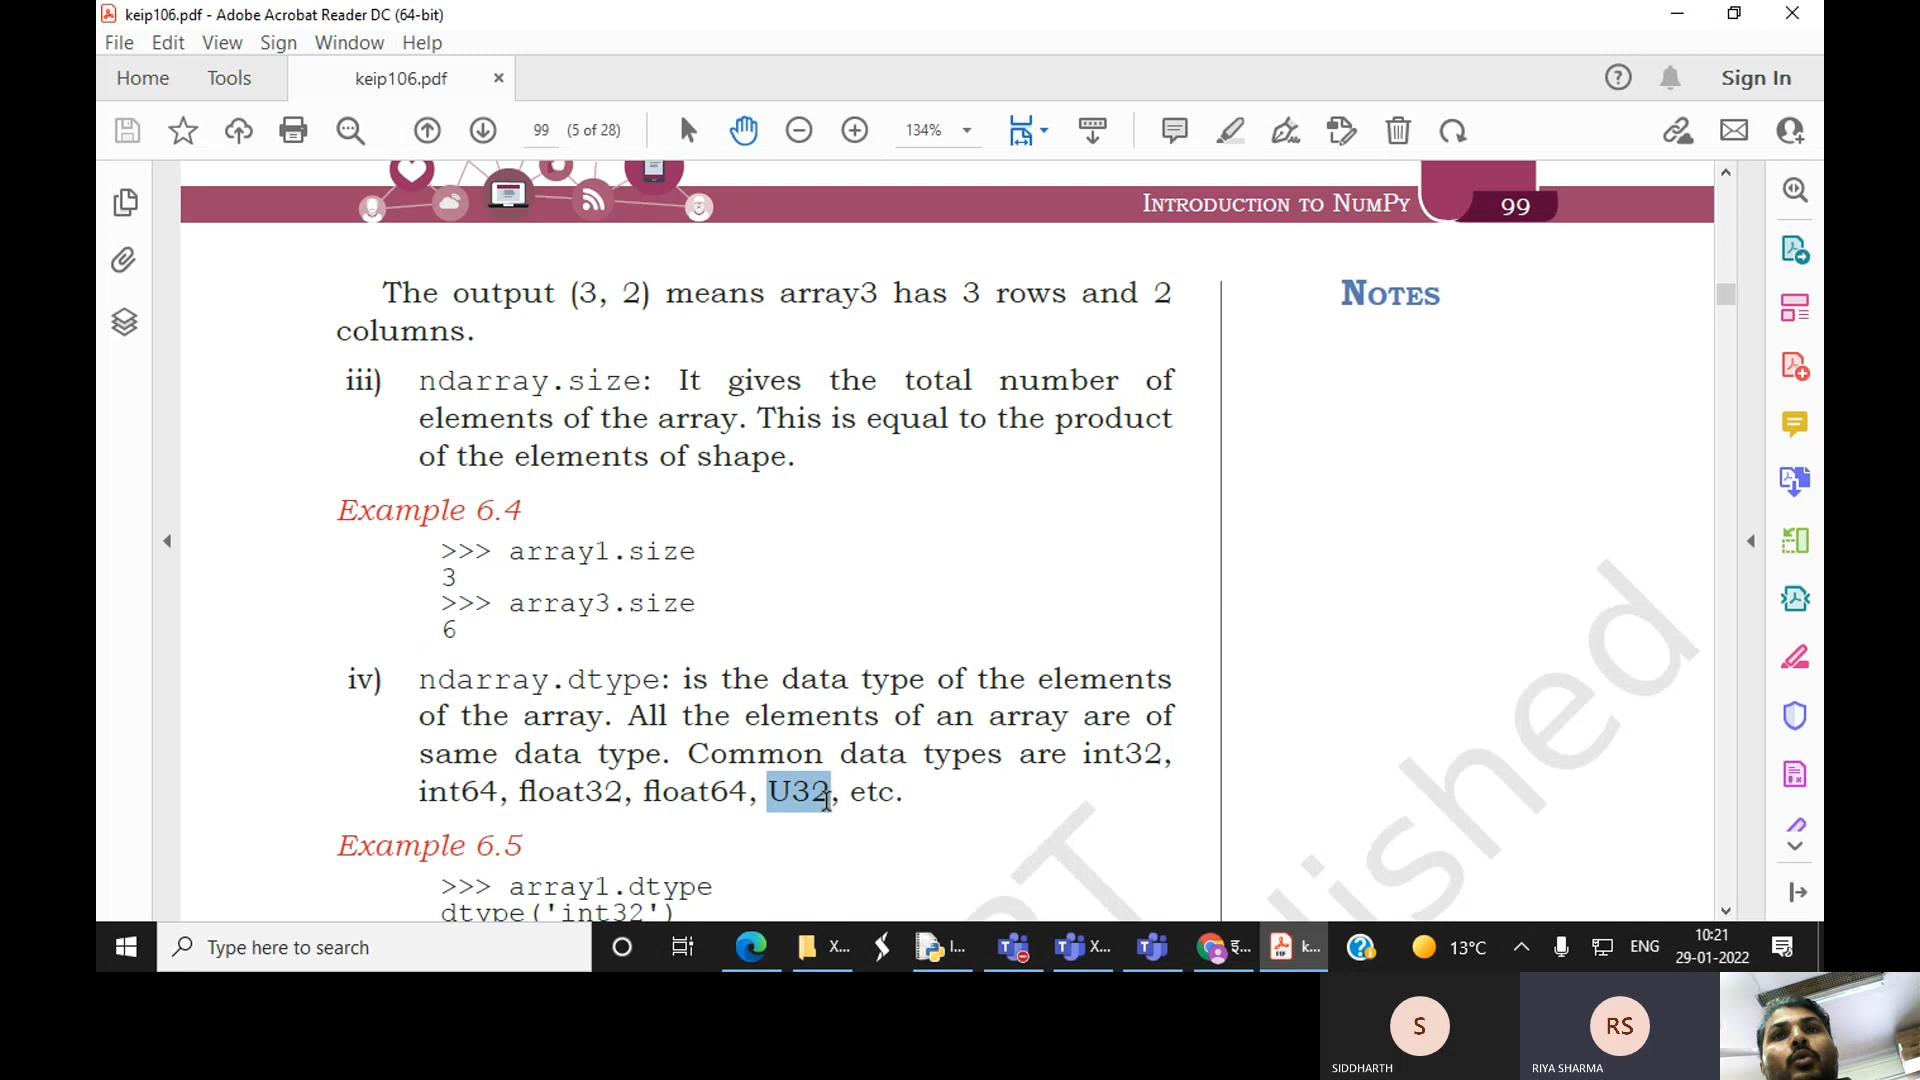 keip106.pdf - Adobe Acrobat Reader DC (64-bit)
File Edit View Sign Window Help
Home Tools keip106.pdf × Sign In
99 (5 of 28) 134%
INTRODUCTION TO NUMPY 99
The output (3, 2) means array3 has 3 rows and 2
columns.
NOTES
iii) ndarray.size: It gives the total number of
elements of the array. This is equal to the product
of the elements of shape.
Example 6.4
>>> array1.size
3
>>> array3.size
6
iv) ndarray.dtype: is the data type of the elements
of the array. All the elements of an array are of
same data type. Common data types are int32,
int64, float32, float64, U32, etc.
Example 6.5
>>> array1.dtype
dtype('int32')
lished
Type here to search
X...
I...
X...
इ...
k...
13°C
ENG
10:21
29-01-2022
S
RS
SIDDHARTH
RIYA SHARMA